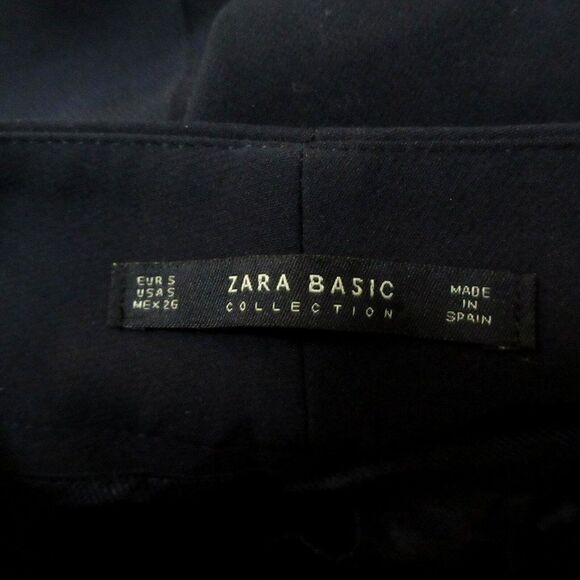 EUR S
USA S
MEX 26
ZARA BASIC
COLLECTION
MADE
IN
SPAIN